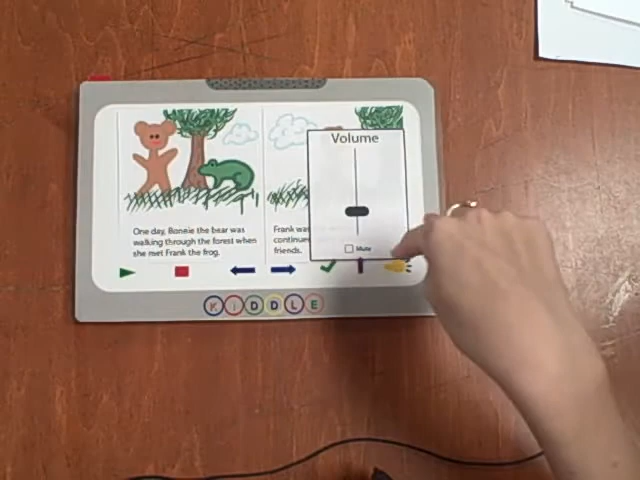 Volume
One day, Bonnie the bear was
walking through the forest when
she met Frank the frog.
Frank was
continue
friends.
Mute
KIDDLE